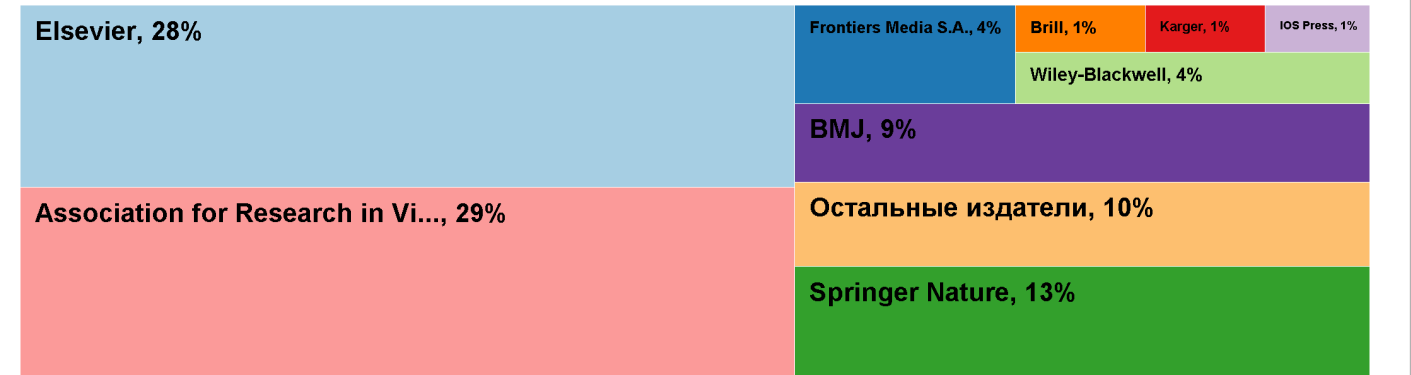 Elsevier, 28%
Association for Research in Vi..., 29%
Frontiers Media S.A., 4%
Brill, 1%
Karger, 1%
IOS Press, 1%
Wiley-Blackwell, 4%
BMJ, 9%
Остальные издатели, 10%
Springer Nature, 13%